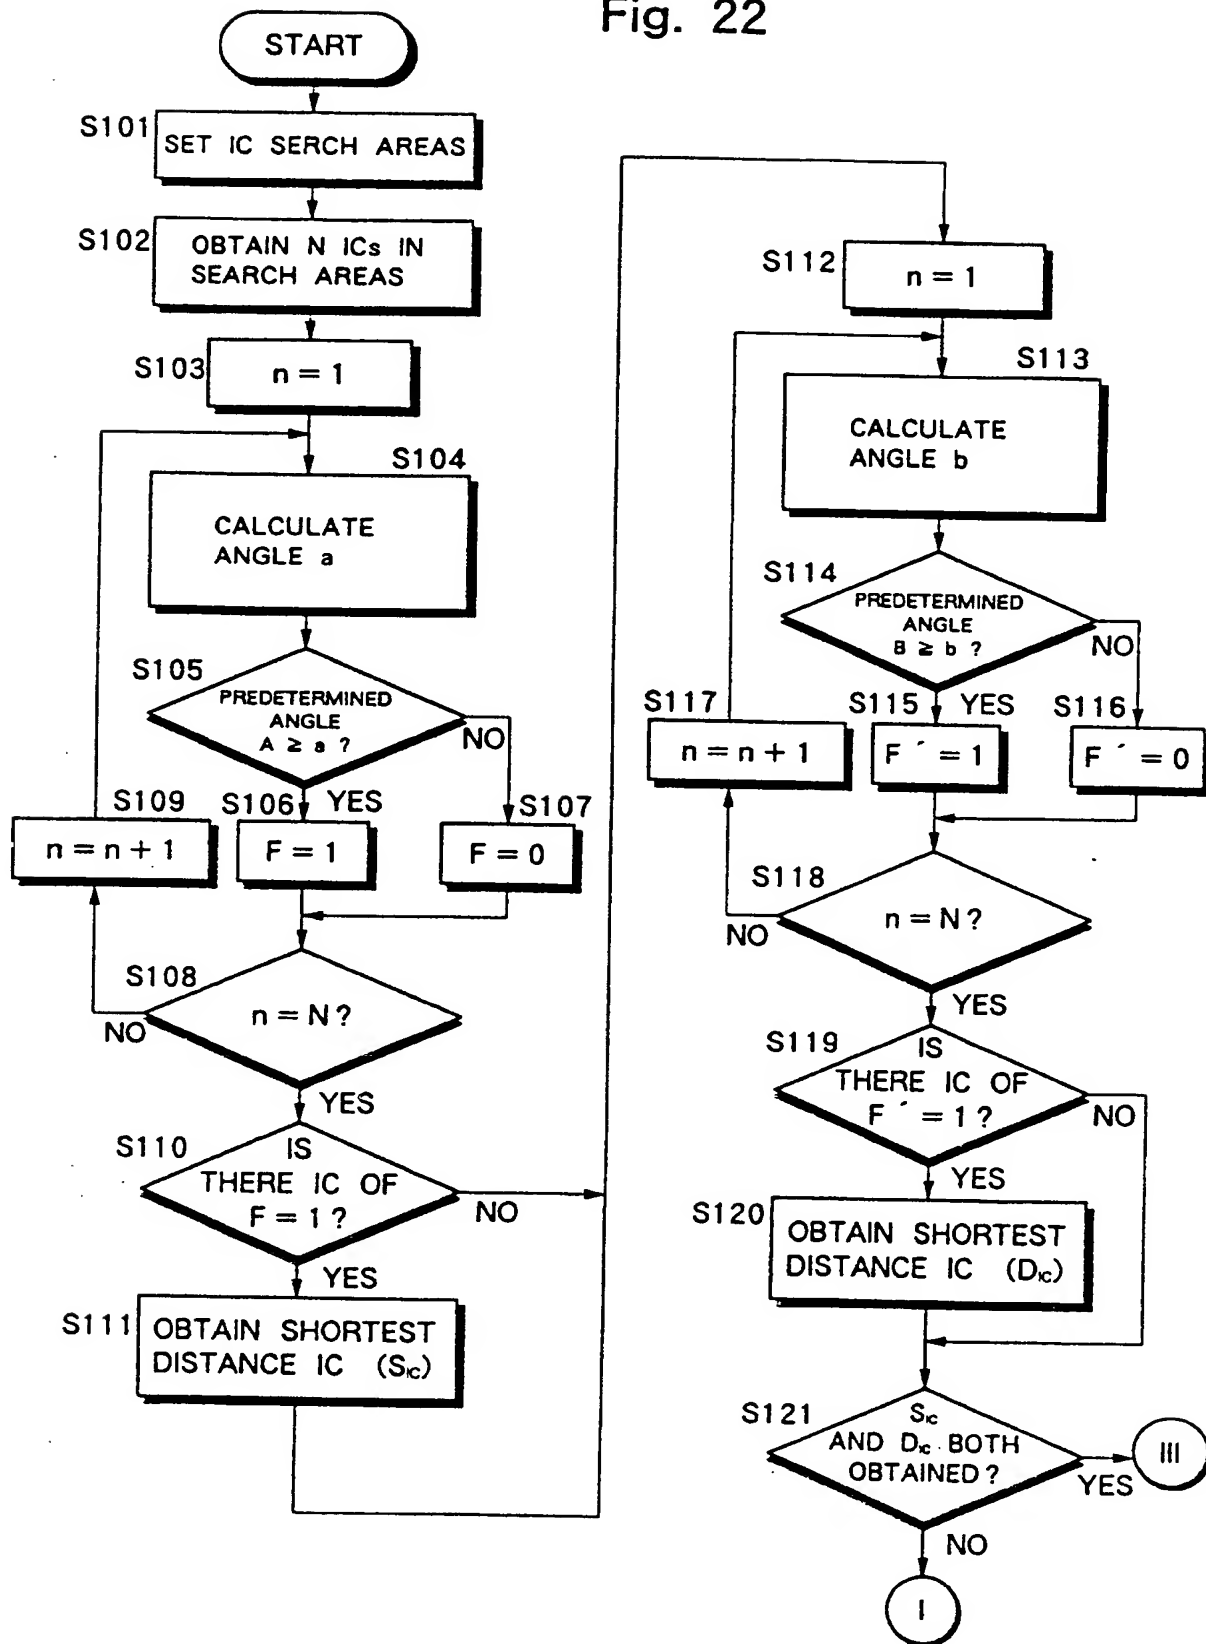 Fig. 22
START
S101
SET IC SERCH AREAS
S102
OBTAIN N ICs IN
SEARCH AREAS
S103
n = 1
S104
CALCULATE
ANGLE a
S105
PREDETERMINED
ANGLE
A ≥ a ?
NO
YES
S109
n = n + 1
S106
F = 1
S107
F = 0
S108
n = N ?
NO
YES
S110
IS
THERE IC OF
F = 1 ?
NO
YES
S111
OBTAIN SHORTEST
DISTANCE IC (SIC)
S112
n = 1
S113
CALCULATE
ANGLE b
S114
PREDETERMINED
ANGLE
B ≥ b ?
NO
YES
S117
n = n + 1
S115
F ´ = 1
S116
F ´ = 0
S118
n = N ?
NO
YES
S119
IS
THERE IC OF
F ´ = 1 ?
NO
YES
S120
OBTAIN SHORTEST
DISTANCE IC (DIC)
S121
SIC
AND DIC BOTH
OBTAINED ?
YES
III
NO
I